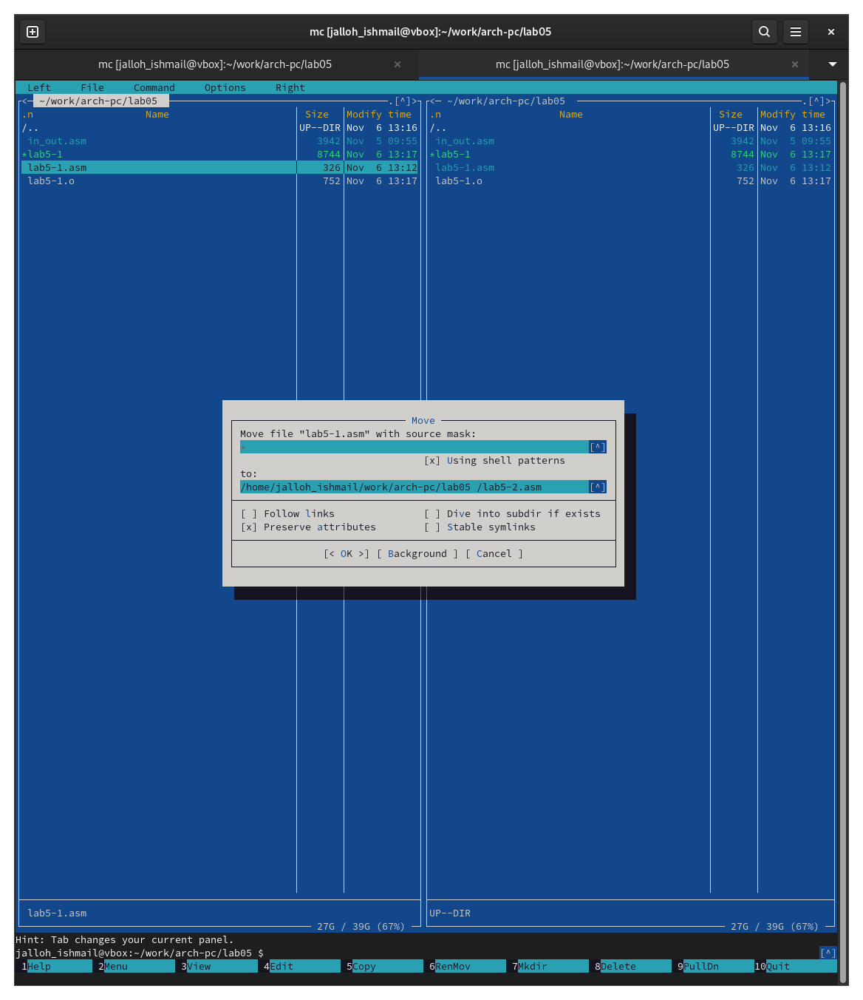 mc [jalloh_ishmail@vbox]:~/work/arch-pc/lab05
mc [jalloh_ishmail@vbox]:~/work/arch-pc/lab05 × mc [jalloh_ishmail@vbox]:~/work/arch-pc/lab05 ×
Left File Command Options Right
<─ ~/work/arch-pc/lab05 .[^]> <─ ~/work/arch-pc/lab05 .[^]>
.n Name Size Modify time .n Name Size Modify time
/.. UP--DIR Nov 6 13:16 /.. UP--DIR Nov 6 13:16
in_out.asm 3942 Nov 5 09:55 in_out.asm 3942 Nov 5 09:55
*lab5-1 8744 Nov 6 13:17 *lab5-1 8744 Nov 6 13:17
lab5-1.asm 326 Nov 6 13:12 lab5-1.asm 326 Nov 6 13:12
lab5-1.o 752 Nov 6 13:17 lab5-1.o 752 Nov 6 13:17
Move
Move file "lab5-1.asm" with source mask:
* [^]
[x] Using shell patterns
to:
/home/jalloh_ishmail/work/arch-pc/lab05 /lab5-2.asm [^]
[ ] Follow links [ ] Dive into subdir if exists
[x] Preserve attributes [ ] Stable symlinks
[< OK >] [ Background ] [ Cancel ]
lab5-1.asm UP--DIR
27G / 39G (67%) 27G / 39G (67%)
Hint: Tab changes your current panel.
jalloh_ishmail@vbox:~/work/arch-pc/lab05 $ [^]
1Help 2Menu 3View 4Edit 5Copy 6RenMov 7Mkdir 8Delete 9PullDn 10Quit